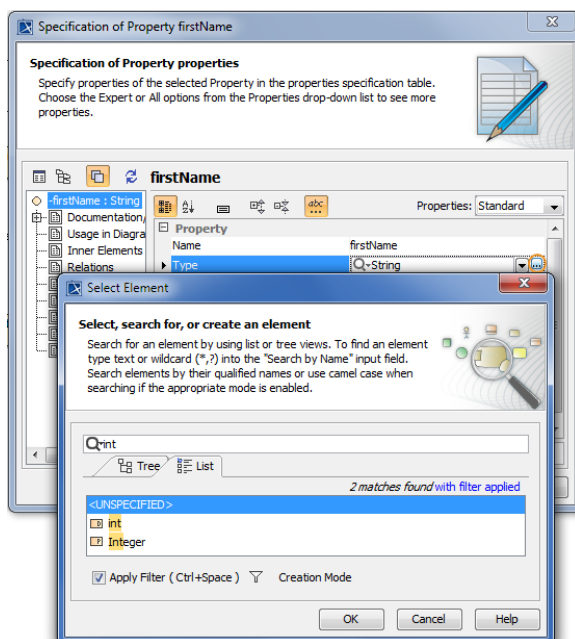 Specification of Property firstName
Specification of Property properties
Specify properties of the selected Property in the properties specification table.
Choose the Expert or All options from the Properties drop-down list to see more
properties.
firstName
-firstName : String
Documentation/
Usage in Diagra
Inner Elements
Relations
Properties: Standard
Property
Name firstName
Type String
Select Element
Select, search for, or create an element
Search for an element by using list or tree views. To find an element
type text or wildcard (*,?) into the "Search by Name" input field.
Search elements by their qualified names or use camel case when
searching if the appropriate mode is enabled.
int
Tree List
2 matches found with filter applied
<UNSPECIFIED>
int
Integer
Apply Filter ( Ctrl+Space ) Creation Mode
OK Cancel Help